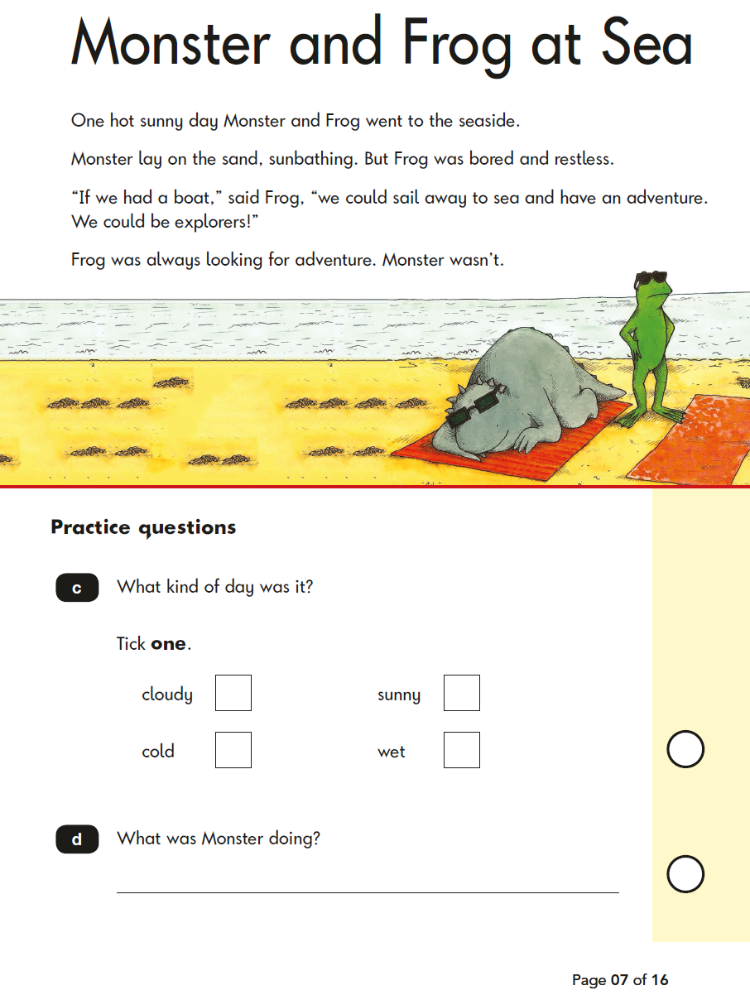 Monster and Frog at Sea
One hot sunny day Monster and Frog went to the seaside.
Monster lay on the sand, sunbathing. But Frog was bored and restless.
“If we had a boat,” said Frog, “we could sail away to sea and have an adventure.
We could be explorers!”
Frog was always looking for adventure. Monster wasn’t.
Practice questions
c What kind of day was it?
Tick one.
cloudy sunny
cold wet
d What was Monster doing?
Page 07 of 16